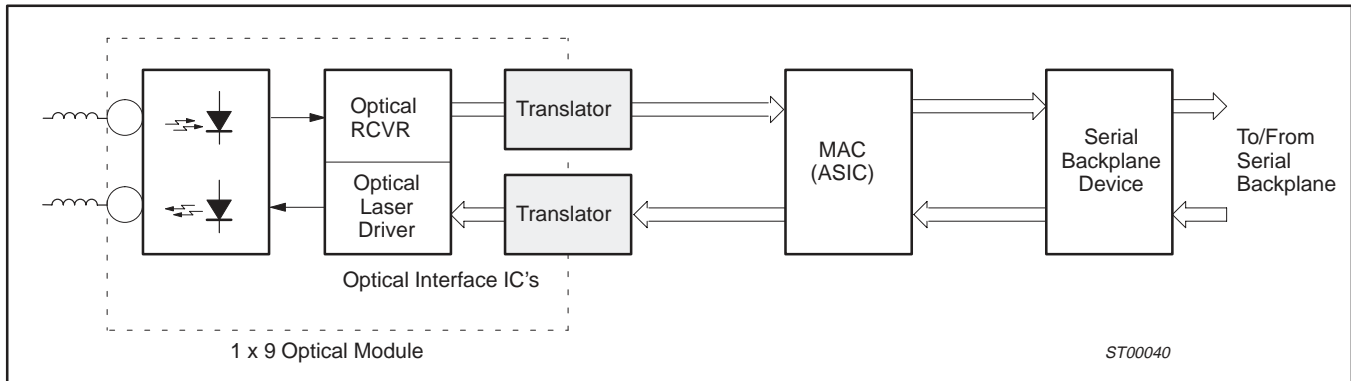 Optical
RCVR
Optical
Laser
Driver
Translator
Translator
MAC
(ASIC)
Serial
Backplane
Device
To/From
Serial
Backplane
Optical Interface IC's
1 x 9 Optical Module
ST00040